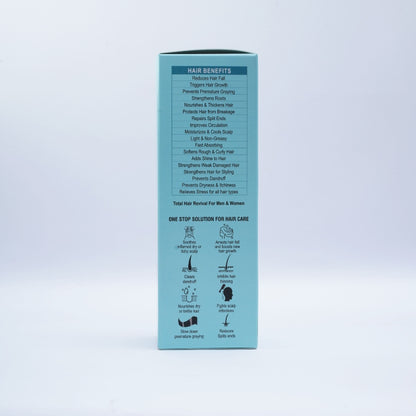 HAIR BENEFITS
Reduces Hair Fall
Triggers Hair Growth
Prevents Premature Graying
Strengthens Roots
Nourishes & Thickens Hair
Protects Hair from Breakage
Repairs Split Ends
Improves Circulation
Moisturizes & Cools Scalp
Light & Non-Greasy
Fast Absorbing
Softens Rough & Curly Hair
Adds Shine to Hair
Strengthens Weak Damaged Hair
Strengthens Hair for Styling
Prevents Dandruff
Prevents Dryness & Itchiness
Relieves Stress for all hair types
Total Hair Revival For Men & Women
ONE STOP SOLUTION FOR HAIR CARE
Soothes
inflamed dry or
itchy scalp
Arrests hair fall
and boosts new
hair growth
Clears
dandruff
Inhibits hair
thinning
Nourishes dry
or brittle hair
Fights scalp
infections
Slow down
premature graying
Reduces
Splits ends